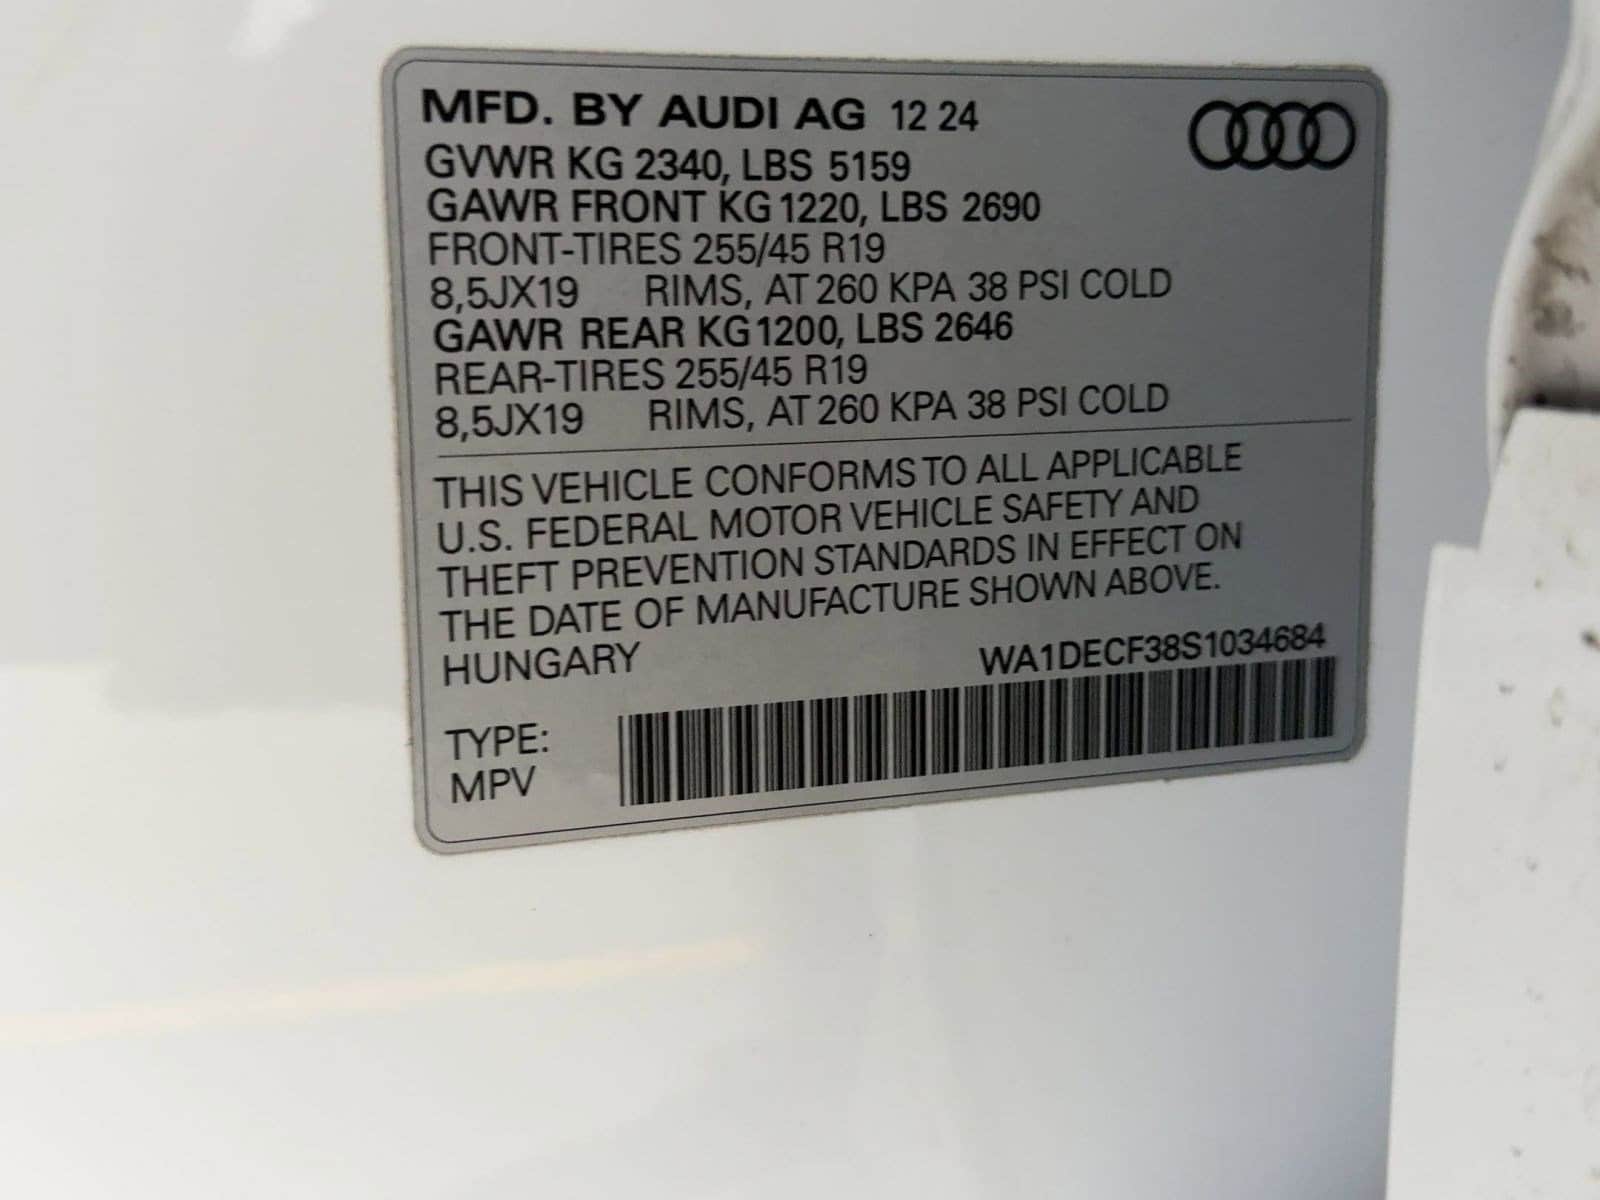 MFD. BY AUDI AG 12 24
GVWR KG 2340, LBS 5159
GAWR FRONT KG 1220, LBS 2690
FRONT-TIRES 255/45 R19
8,5JX19 RIMS, AT 260 KPA 38 PSI COLD
GAWR REAR KG 1200, LBS 2646
REAR-TIRES 255/45 R19
8,5JX19 RIMS, AT 260 KPA 38 PSI COLD
THIS VEHICLE CONFORMS TO ALL APPLICABLE
U.S. FEDERAL MOTOR VEHICLE SAFETY AND
THEFT PREVENTION STANDARDS IN EFFECT ON
THE DATE OF MANUFACTURE SHOWN ABOVE.
HUNGARY WA1DECF38S1034684
TYPE:
MPV